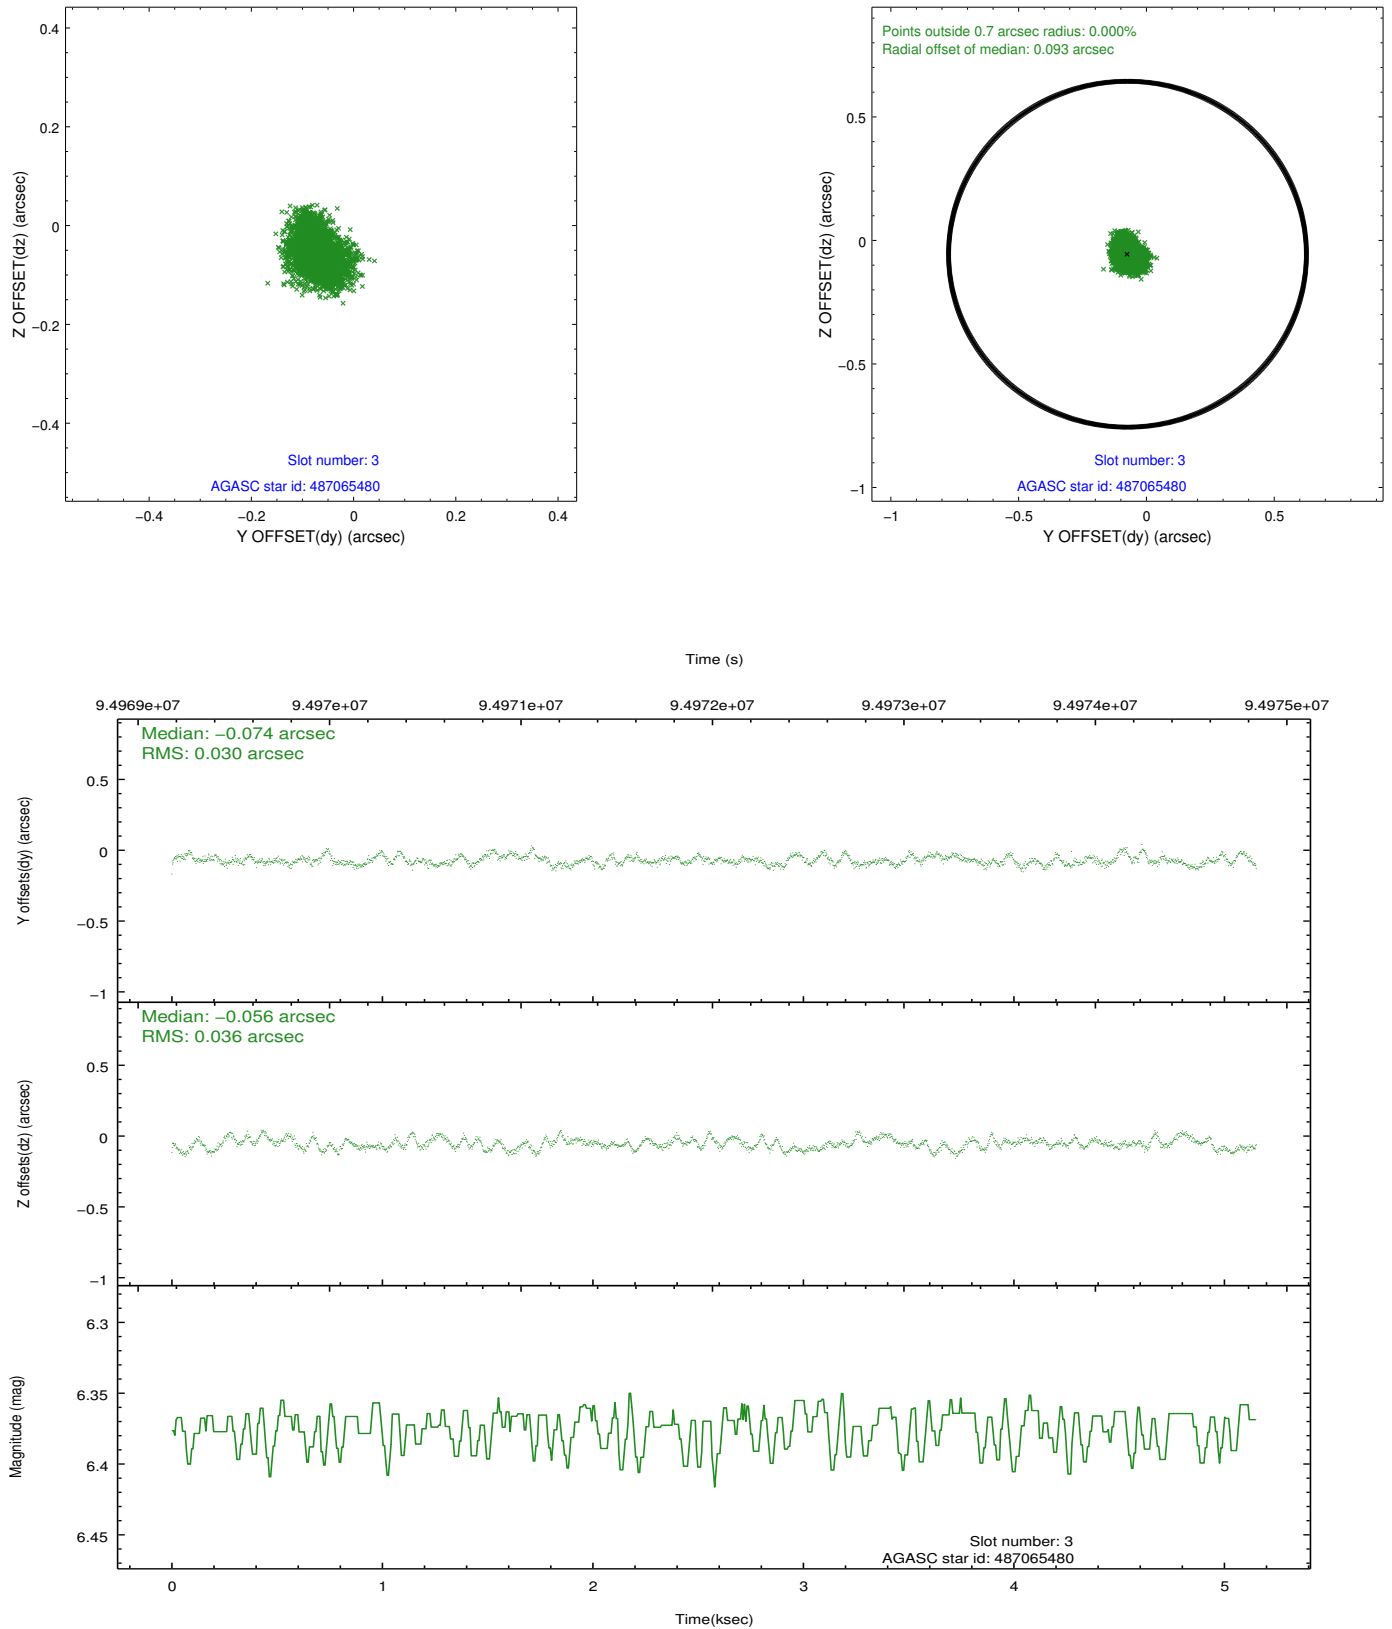 0.4
0.2
0
−0.2
−0.4
Z OFFSET(dz) (arcsec)
Slot number: 3
AGASC star id: 487065480
−0.4 −0.2 0 0.2 0.4
Y OFFSET(dy) (arcsec)
Points outside 0.7 arcsec radius: 0.000%
Radial offset of median: 0.093 arcsec
0.5
0
−0.5
−1
Z OFFSET(dz) (arcsec)
Slot number: 3
AGASC star id: 487065480
−1 −0.5 0 0.5
Y OFFSET(dy) (arcsec)
Time (s)
9.4969e+07 9.497e+07 9.4971e+07 9.4972e+07 9.4973e+07 9.4974e+07 9.4975e+07
Median: −0.074 arcsec
RMS: 0.030 arcsec
0.5
0
−0.5
−1
Y offsets(dy) (arcsec)
Median: −0.056 arcsec
RMS: 0.036 arcsec
0.5
0
−0.5
−1
Z offsets(dz) (arcsec)
6.3
6.35
6.4
6.45
Magnitude (mag)
Slot number: 3
AGASC star id: 487065480
0 1 2 3 4 5
Time(ksec)